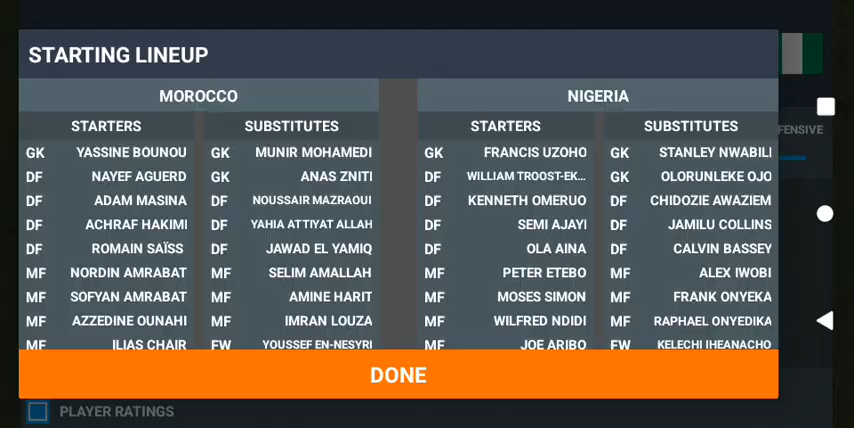 STARTING LINEUP
MOROCCO
NIGERIA
STARTERS
SUBSTITUTES
STARTERS
SUBSTITUTES
GK YASSINE BOUNOU GK MUNIR MOHAMEDI GK FRANCIS UZOHO GK STANLEY NWABILI
DF NAYEF AGUERD GK ANAS ZNITI DF WILLIAM TROOST-EK... GK OLORUNLEKE OJO
DF ADAM MASINA DF NOUSSAIR MAZRAOUI DF KENNETH OMERUO DF CHIDOZIE AWAZIEM
DF ACHRAF HAKIMI DF YAHIA ATTIYAT ALLAH DF SEMI AJAYI DF JAMILU COLLINS
DF ROMAIN SAÏSS DF JAWAD EL YAMIQ DF OLA AINA DF CALVIN BASSEY
MF NORDIN AMRABAT MF SELIM AMALLAH MF PETER ETEBO MF ALEX IWOBI
MF SOFYAN AMRABAT MF AMINE HARIT MF MOSES SIMON MF FRANK ONYEKA
MF AZZEDINE OUNAHI MF IMRAN LOUZA MF WILFRED NDIDI MF RAPHAEL ONYEDIKA
MF ILIAS CHAIR FW YOUSSEF EN-NESYRI MF JOE ARIBO FW KELECHI IHEANACHO
DONE
FENSIVE
PLAYER RATINGS